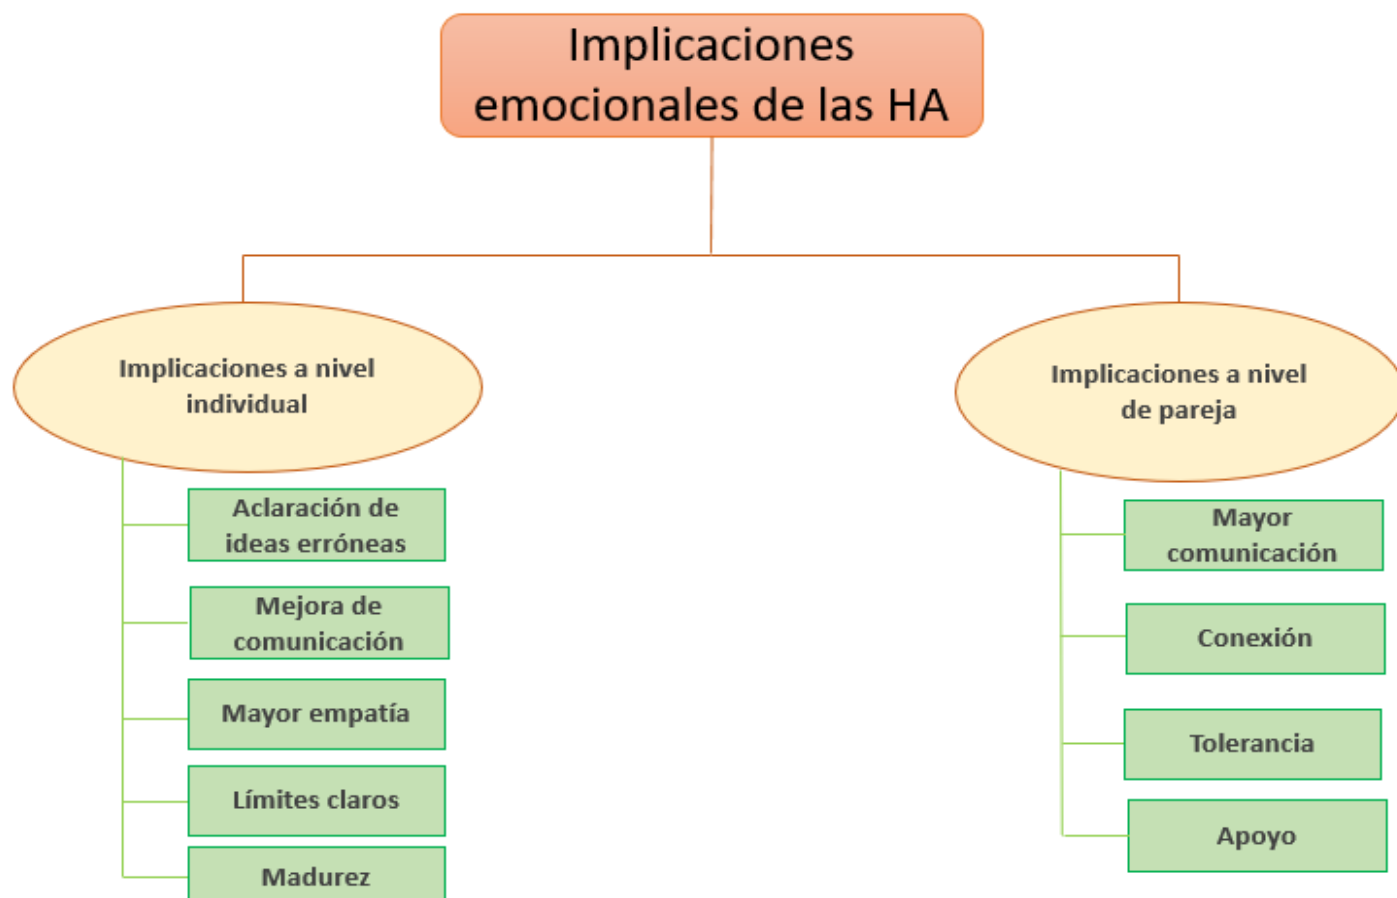 Implicaciones
emocionales de las HA
Implicaciones a nivel
individual
Aclaración de
ideas erróneas
Mejora de
comunicación
Mayor empatía
Límites claros
Madurez
Implicaciones a nivel
de pareja
Mayor
comunicación
Conexión
Tolerancia
Apoyo